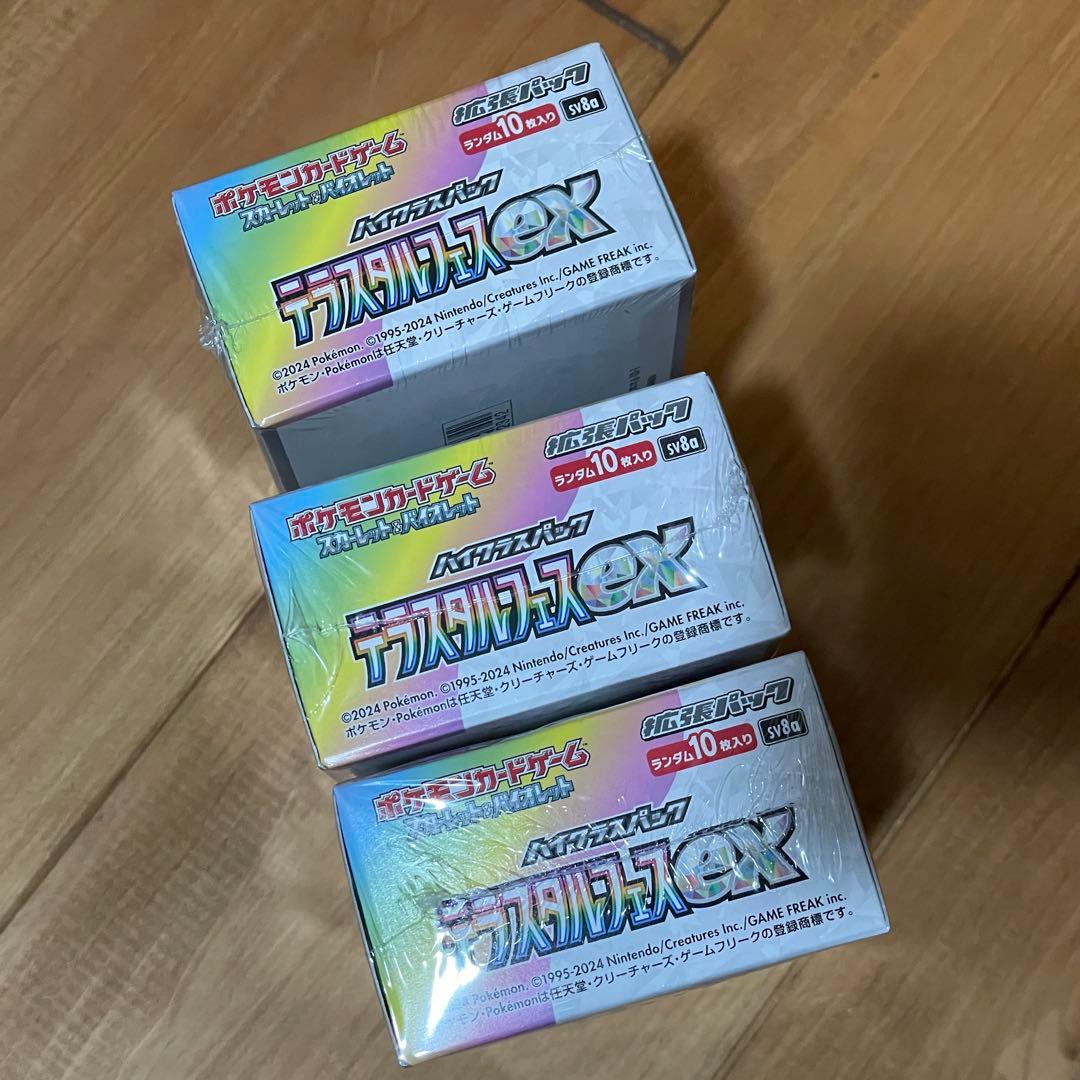 拡張パック
ランダム10枚入り sv8a
ポケモンカードゲーム
スカーレット&バイオレット
ハイクラスパック
テラスタルフェスex
©2024 Pokémon. ©1995-2024 Nintendo/Creatures Inc./GAME FREAK inc.
ポケモン・Pokémonは任天堂・クリーチャーズ・ゲームフリークの登録商標です。
拡張パック
ランダム10枚入り sv8a
ポケモンカードゲーム
スカーレット&バイオレット
ハイクラスパック
テラスタルフェスex
©2024 Pokémon. ©1995-2024 Nintendo/Creatures Inc./GAME FREAK inc.
ポケモン・Pokémonは任天堂・クリーチャーズ・ゲームフリークの登録商標です。
拡張パック
ランダム10枚入り sv8a
ポケモンカードゲーム
スカーレット&バイオレット
ハイクラスパック
テラスタルフェスex
Pokémon. ©1995-2024 Nintendo/Creatures Inc./GAME FREAK inc.
ポケモン・Pokémonは任天堂・クリーチャーズ・ゲームフリークの登録商標です。